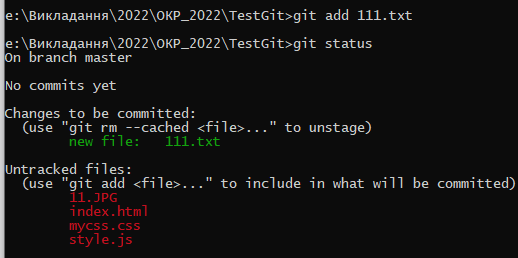 e:\Викладання\2022\ОКР_2022\TestGit>git add 111.txt
e:\Викладання\2022\ОКР_2022\TestGit>git status
On branch master
No commits yet
Changes to be committed:
(use "git rm --cached <file>..." to unstage)
new file:   111.txt
Untracked files:
(use "git add <file>..." to include in what will be committed)
11.JPG
index.html
mycss.css
style.js